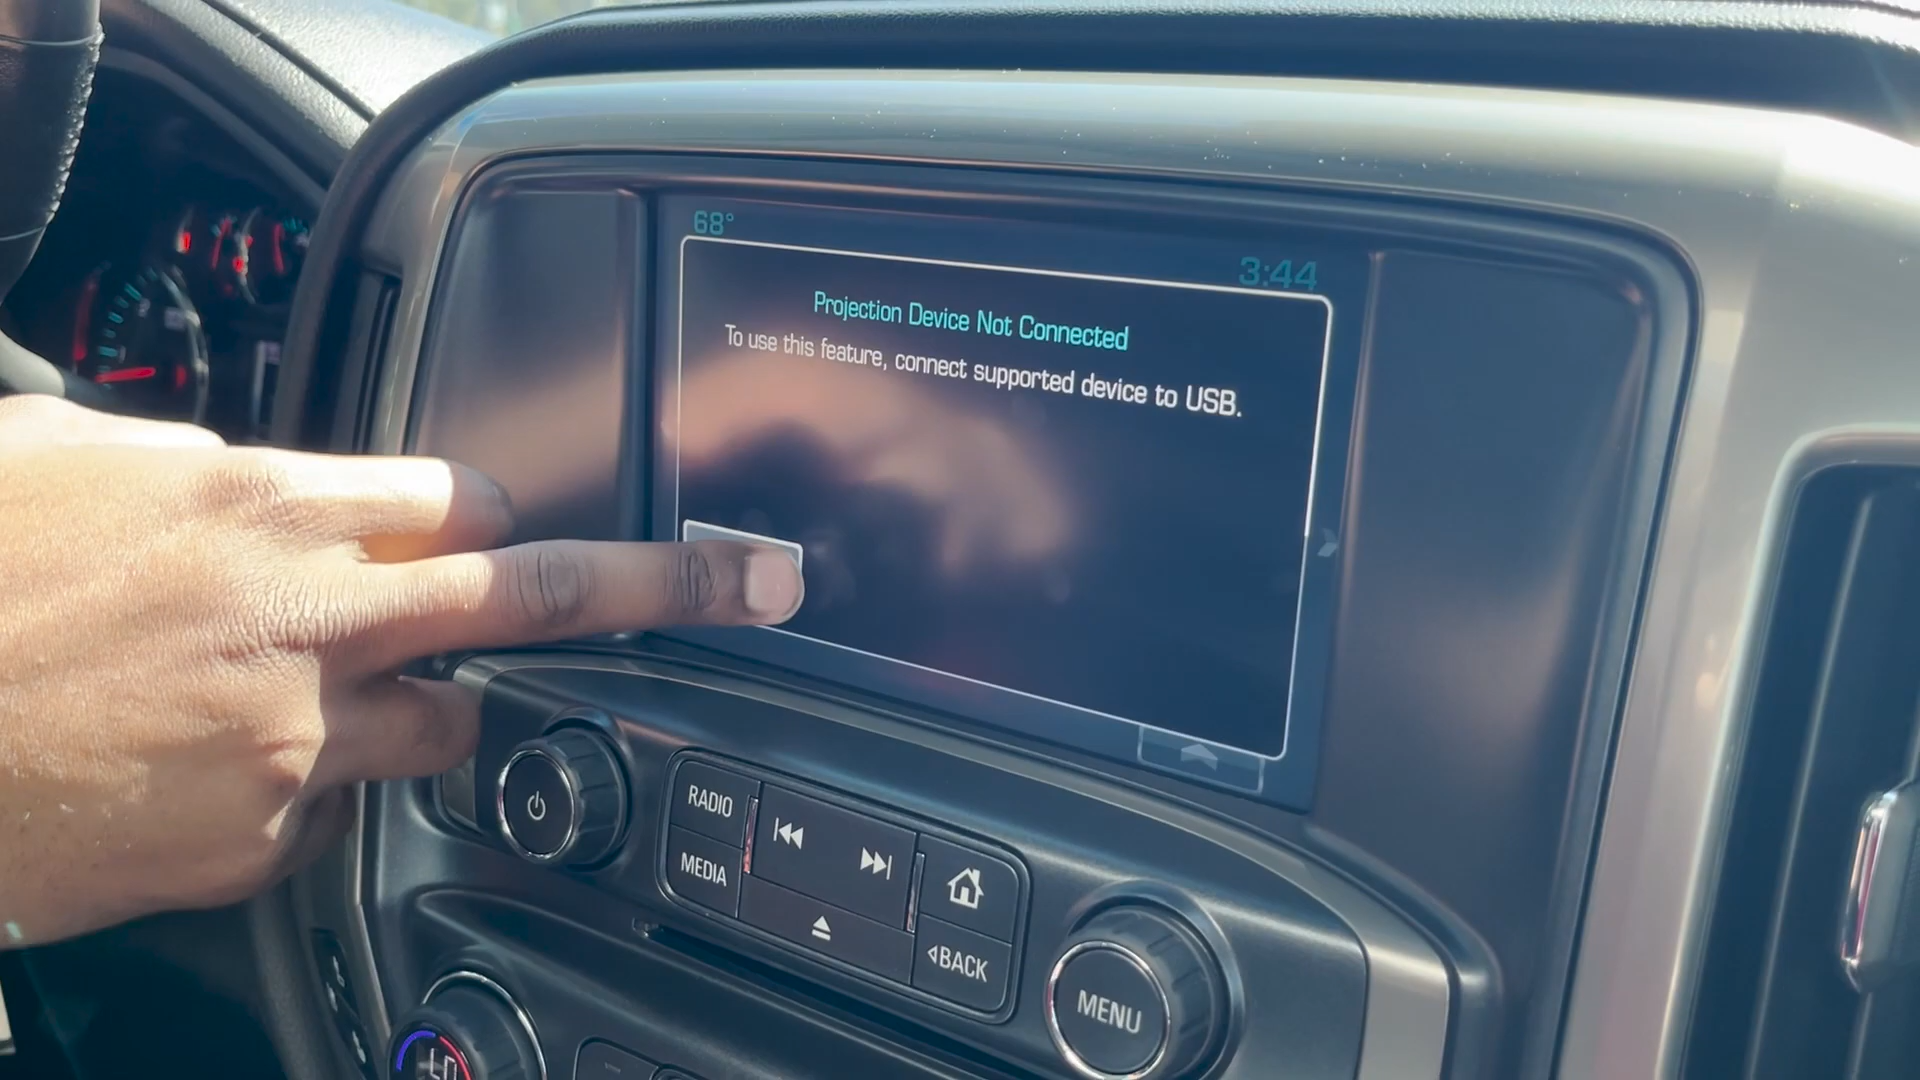 68°
3:44
Projection Device Not Connected
To use this feature, connect supported device to USB.
RADIO
MEDIA
◁BACK
MENU
LO